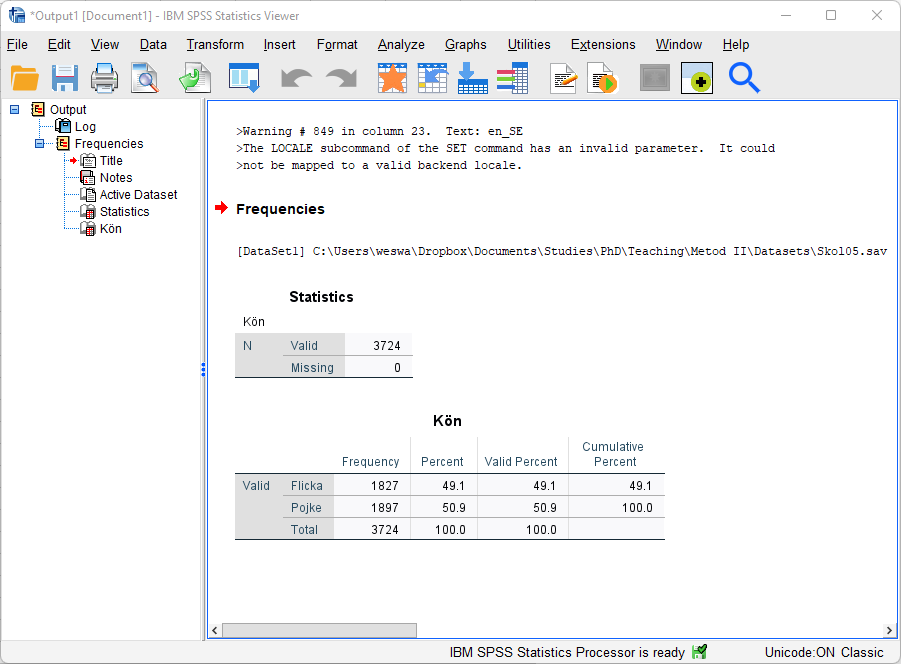 *Output1 [Document1] - IBM SPSS Statistics Viewer
File Edit View Data Transform Insert Format Analyze Graphs Utilities Extensions Window Help
Output
Log
Frequencies
Title
Notes
Active Dataset
Statistics
Kön
>Warning # 849 in column 23.  Text: en_SE
>The LOCALE subcommand of the SET command has an invalid parameter.  It could
>not be mapped to a valid backend locale.
Frequencies
[DataSet1] C:\Users\weswa\Dropbox\Documents\Studies\PhD\Teaching\Metod II\Datasets\Skol05.sav
Statistics
Kön
N Valid 3724
Missing 0
Kön
Frequency Percent Valid Percent Cumulative Percent
Valid Flicka 1827 49.1 49.1 49.1
Pojke 1897 50.9 50.9 100.0
Total 3724 100.0 100.0
IBM SPSS Statistics Processor is ready Unicode:ON Classic